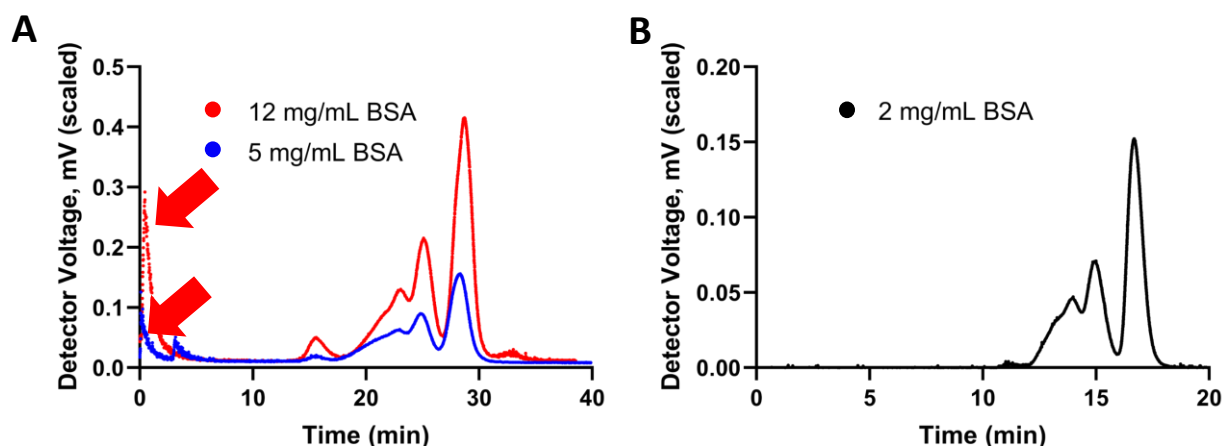 A
Detector Voltage, mV (scaled)
0.5
0.4
0.3
0.2
0.1
0.0
12 mg/mL BSA
5 mg/mL BSA
0 10 20 30 40
Time (min)
B
Detector Voltage, mV (scaled)
0.20
0.15
0.10
0.05
0.00
2 mg/mL BSA
0 5 10 15 20
Time (min)